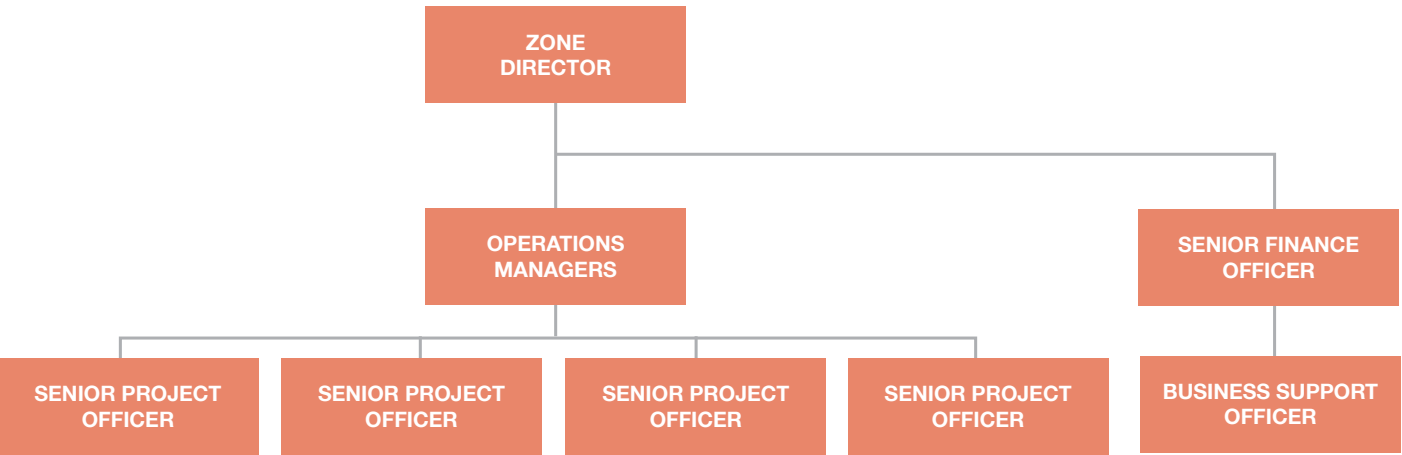 ZONE
DIRECTOR
OPERATIONS
MANAGERS
SENIOR FINANCE
OFFICER
SENIOR PROJECT
OFFICER
SENIOR PROJECT
OFFICER
SENIOR PROJECT
OFFICER
SENIOR PROJECT
OFFICER
BUSINESS SUPPORT
OFFICER